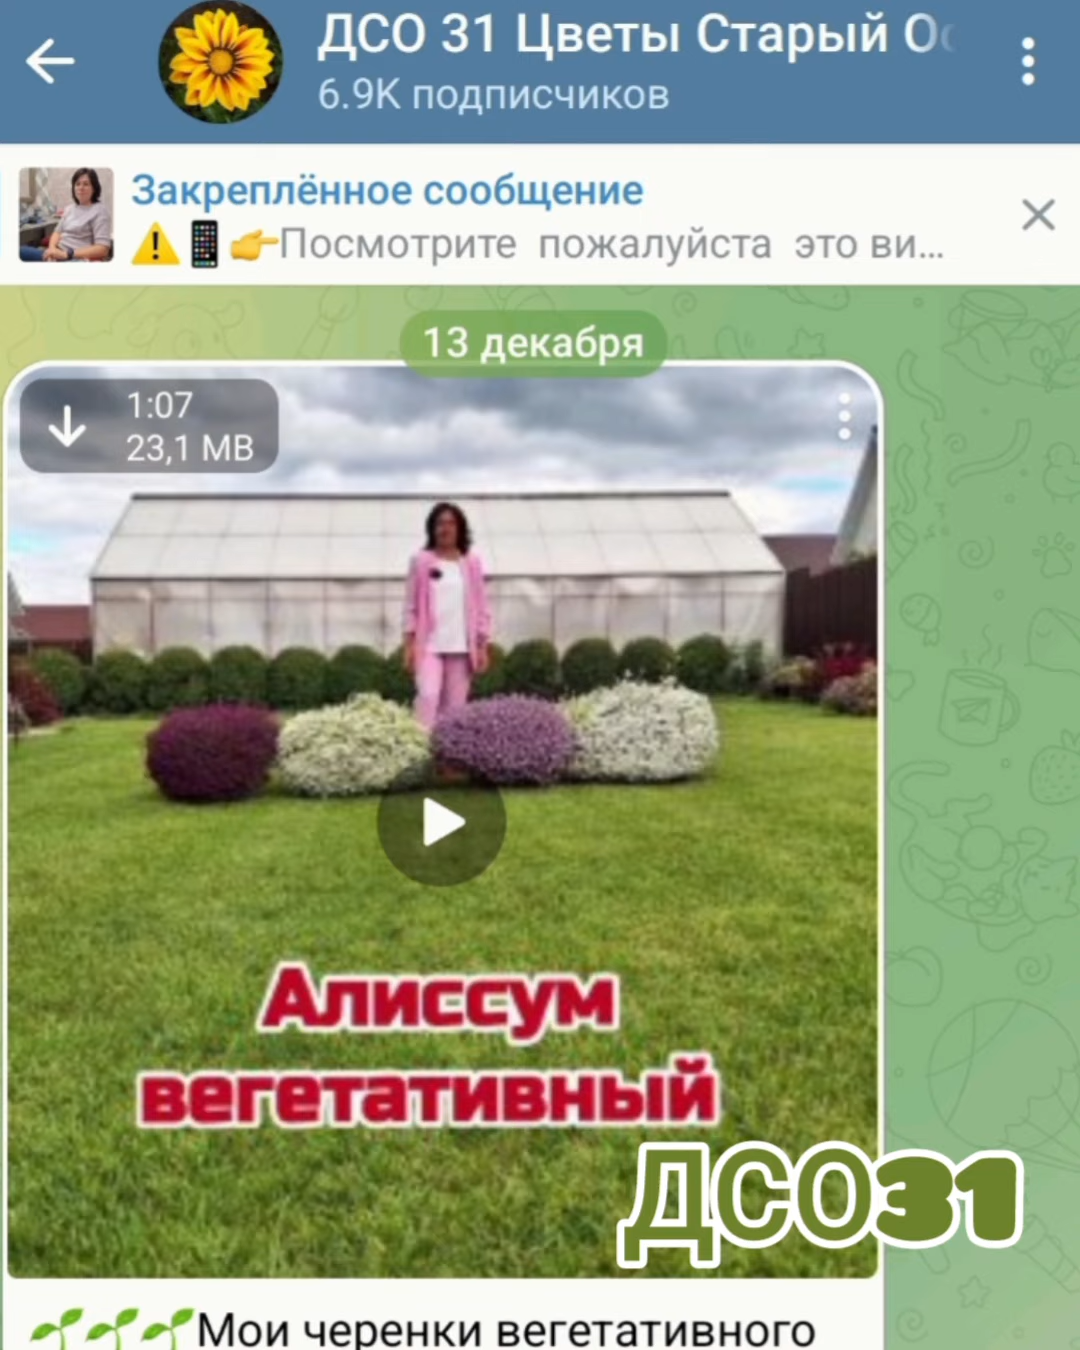 ДСО 31 Цветы Старый
6.9K подписчиков
Закреплённое сообщение
⚠️📱👉Посмотрите пожалуйста это ви...
13 декабря
1:07
23,1 MB
Алиссум
вегетативный
ДСО31
🌱🌱🌱Мои черенки вегетативного